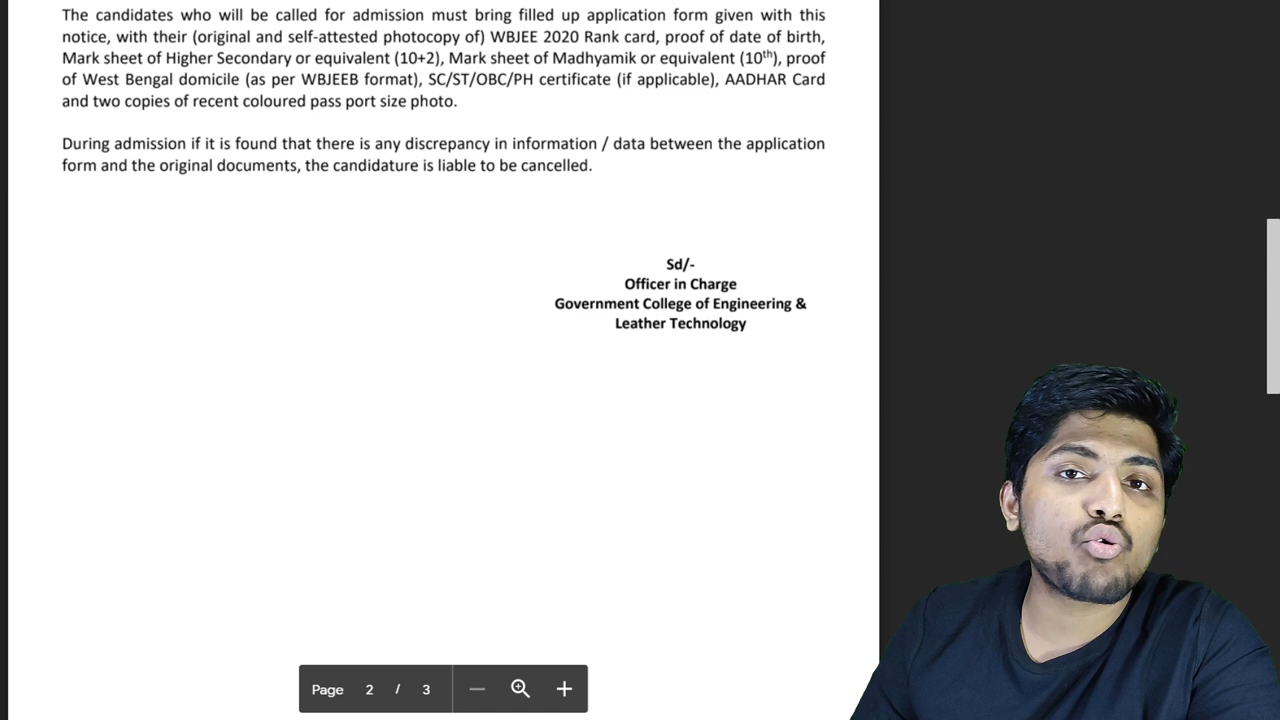 The candidates who will be called for admission must bring filled up application form given with this
notice, with their (original and self-attested photocopy of) WBJEE 2020 Rank card, proof of date of birth,
Mark sheet of Higher Secondary or equivalent (10+2), Mark sheet of Madhyamik or equivalent (10th), proof
of West Bengal domicile (as per WBJEEB format), SC/ST/OBC/PH certificate (if applicable), AADHAR Card
and two copies of recent coloured pass port size photo.
During admission if it is found that there is any discrepancy in information / data between the application
form and the original documents, the candidature is liable to be cancelled.
Sd/-
Officer in Charge
Government College of Engineering &
Leather Technology
Page 2 / 3